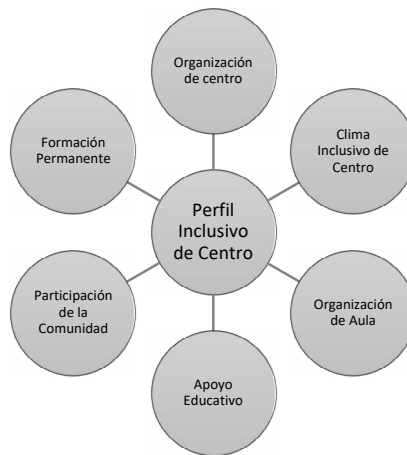 Organización
de centro
Formación
Permanente
Clima
Inclusivo de
Centro
Perfil
Inclusivo
de Centro
Participación
de la
Comunidad
Organización
de Aula
Apoyo
Educativo